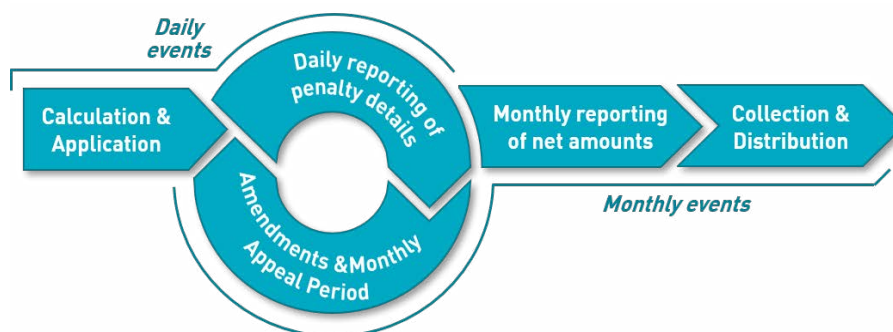 Daily
events
Calculation &
Application
Daily reporting of
penalty details
Amendments &Monthly
Appeal Period
Monthly reporting
of net amounts
Collection &
Distribution
Monthly events